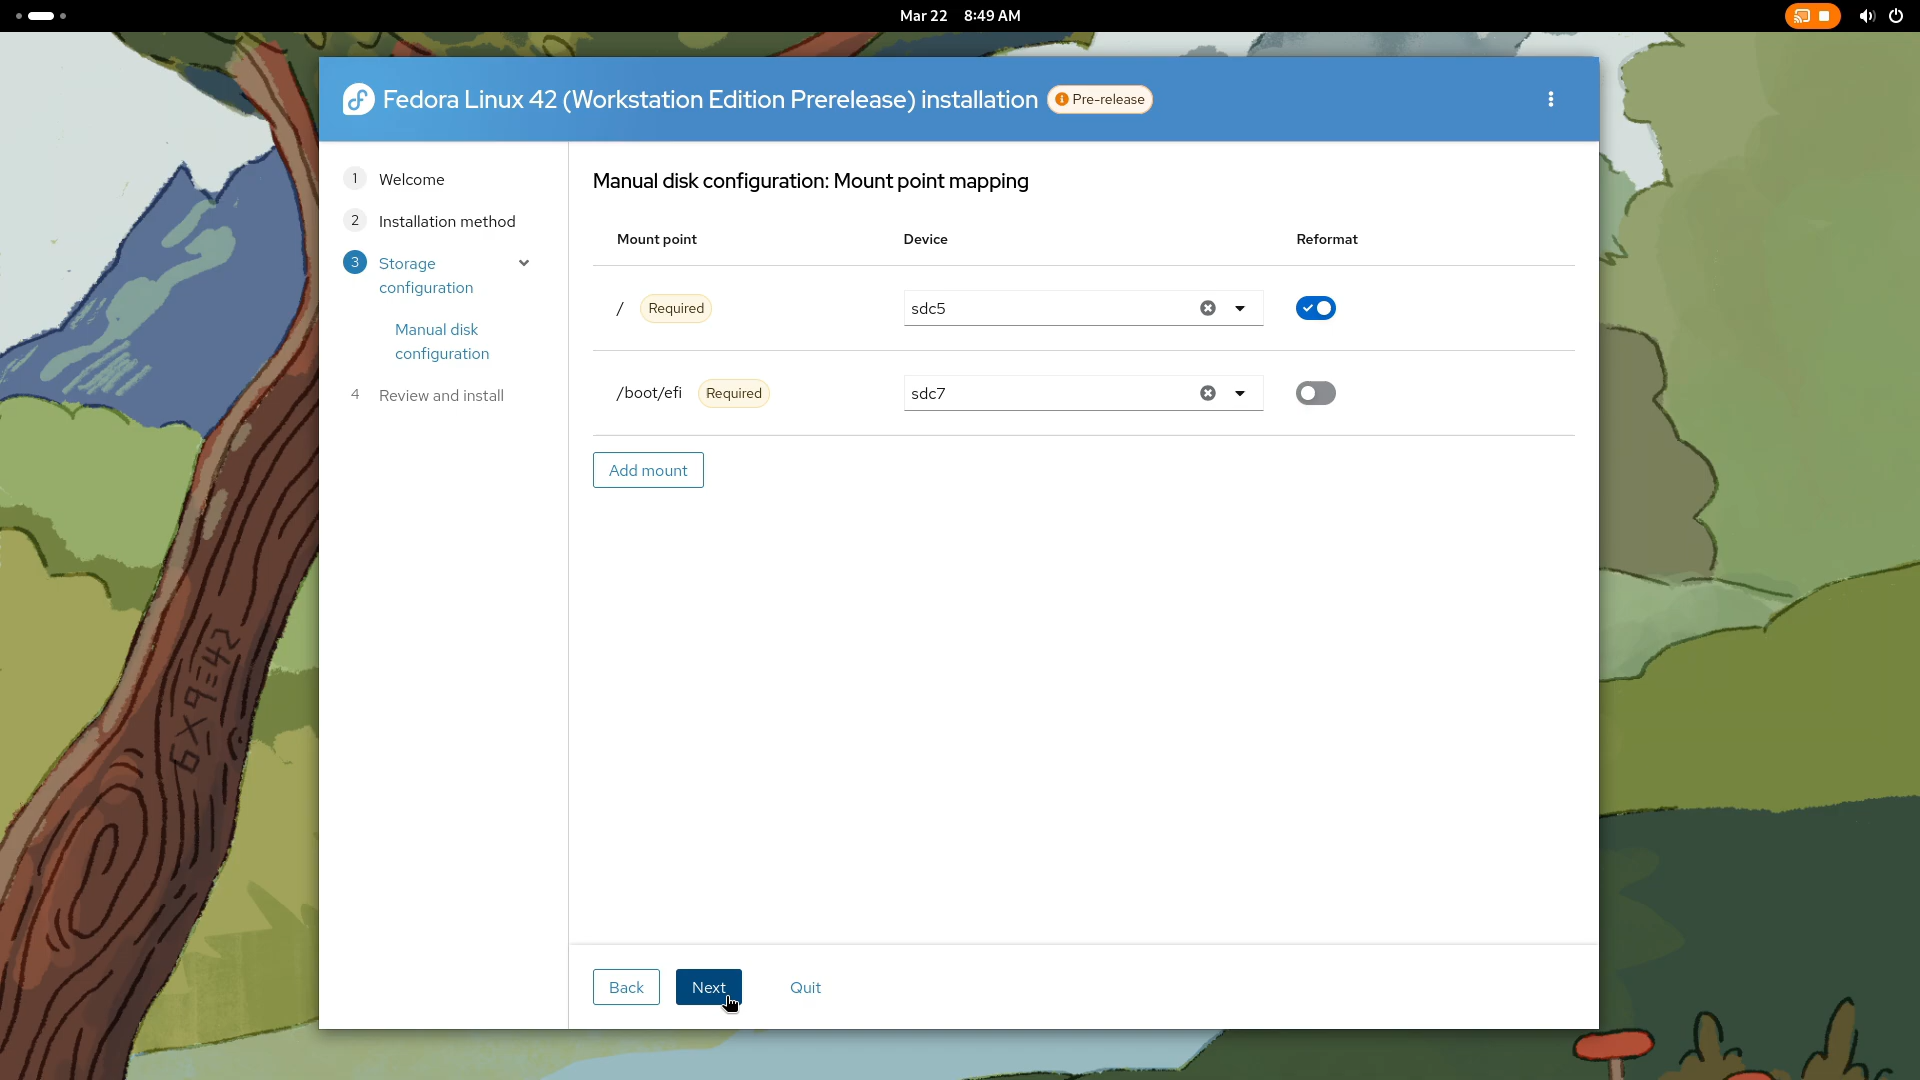 Mar 22 8:49 AM
Fedora Linux 42 (Workstation Edition Prerelease) installation
Pre-release
1 Welcome
2 Installation method
3 Storage
configuration
Manual disk
configuration
4 Review and install
Manual disk configuration: Mount point mapping
Mount point Device Reformat
/ Required sdc5
/boot/efi Required sdc7
Add mount
Back Next Quit
6x9=42